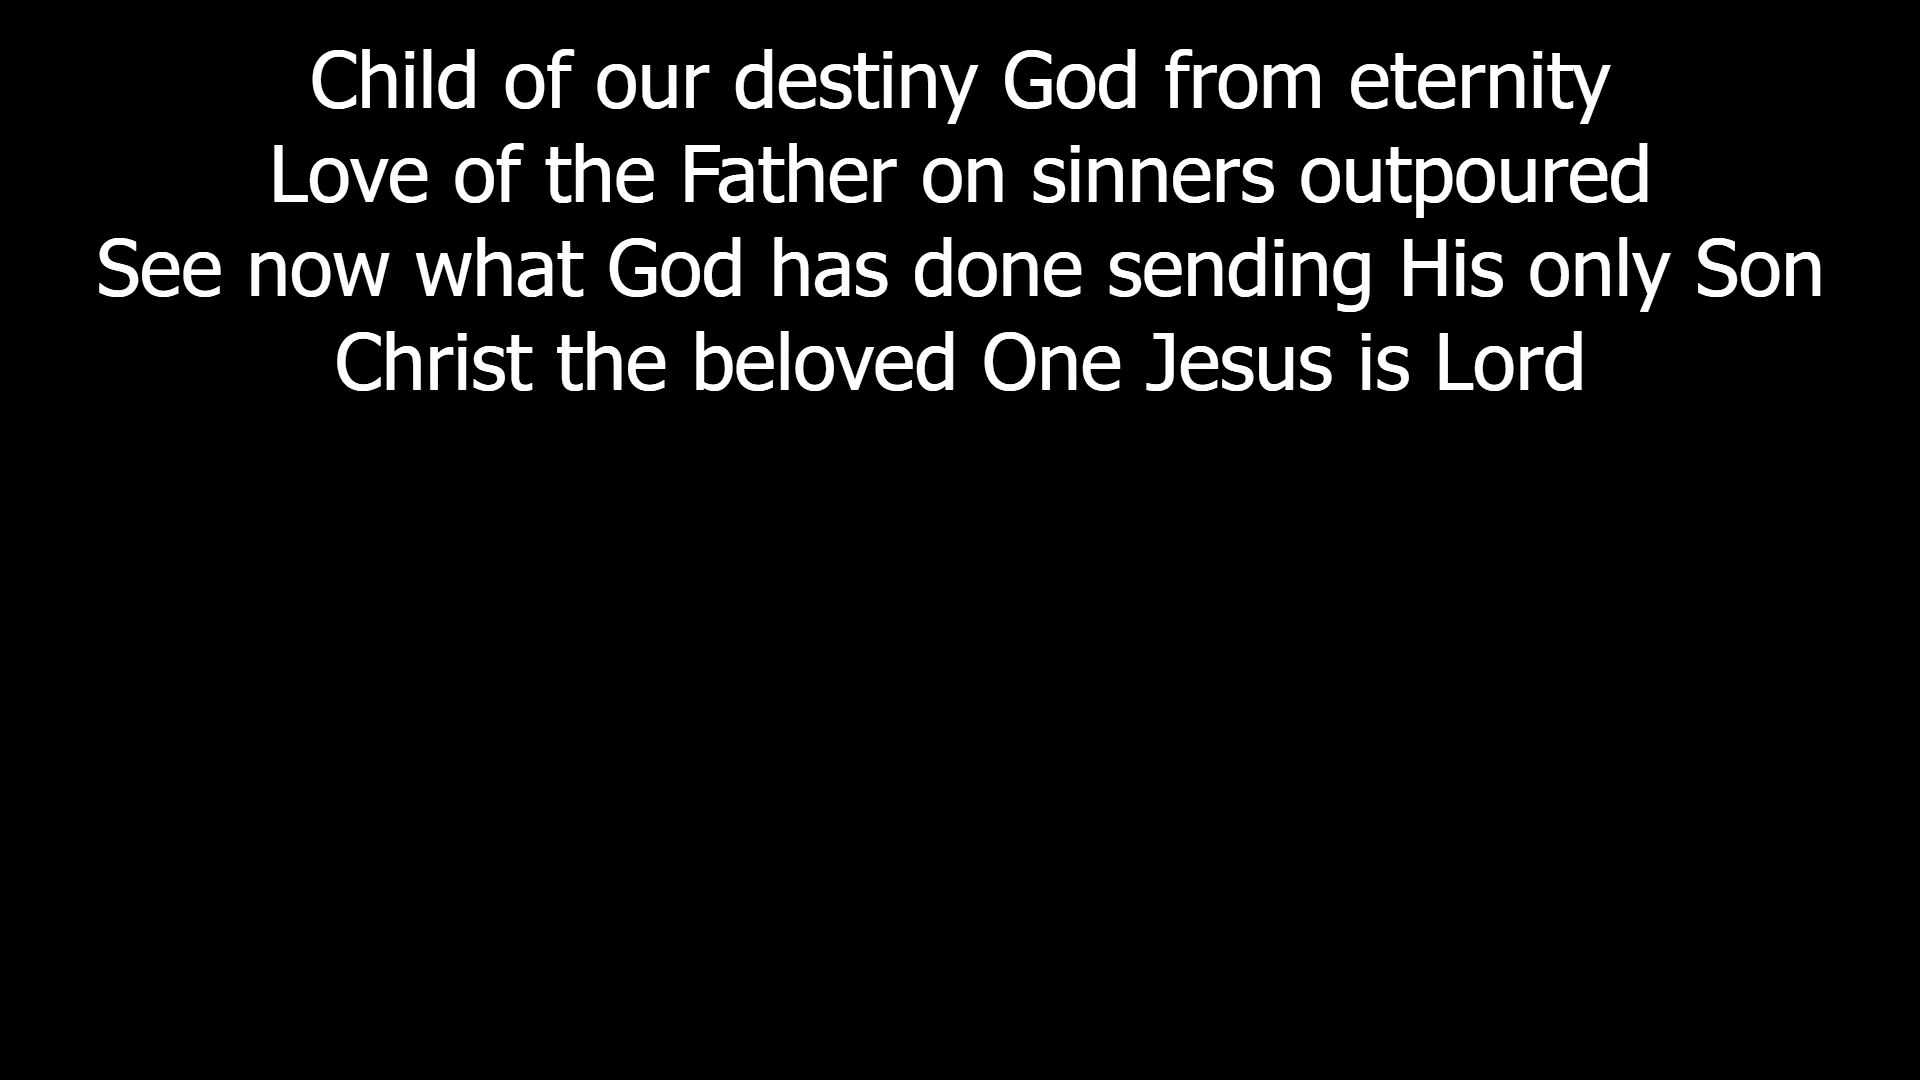 Child of our destiny God from eternity
Love of the Father on sinners outpoured
See now what God has done sending His only Son
Christ the beloved One Jesus is Lord